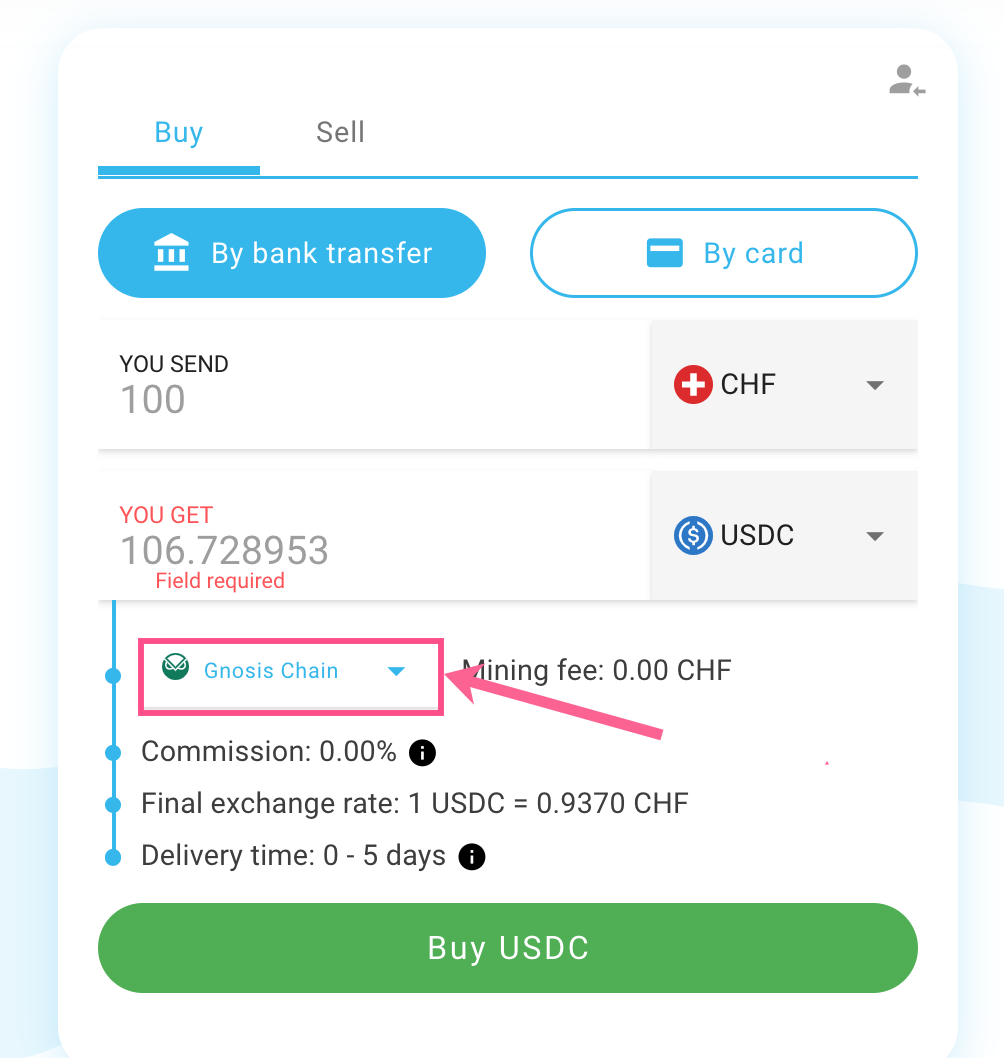 Buy
Sell
By bank transfer
By card
YOU SEND
100
CHF
YOU GET
106.728953
Field required
USDC
Gnosis Chain
Mining fee: 0.00 CHF
Commission: 0.00%
Final exchange rate: 1 USDC = 0.9370 CHF
Delivery time: 0 - 5 days
Buy USDC